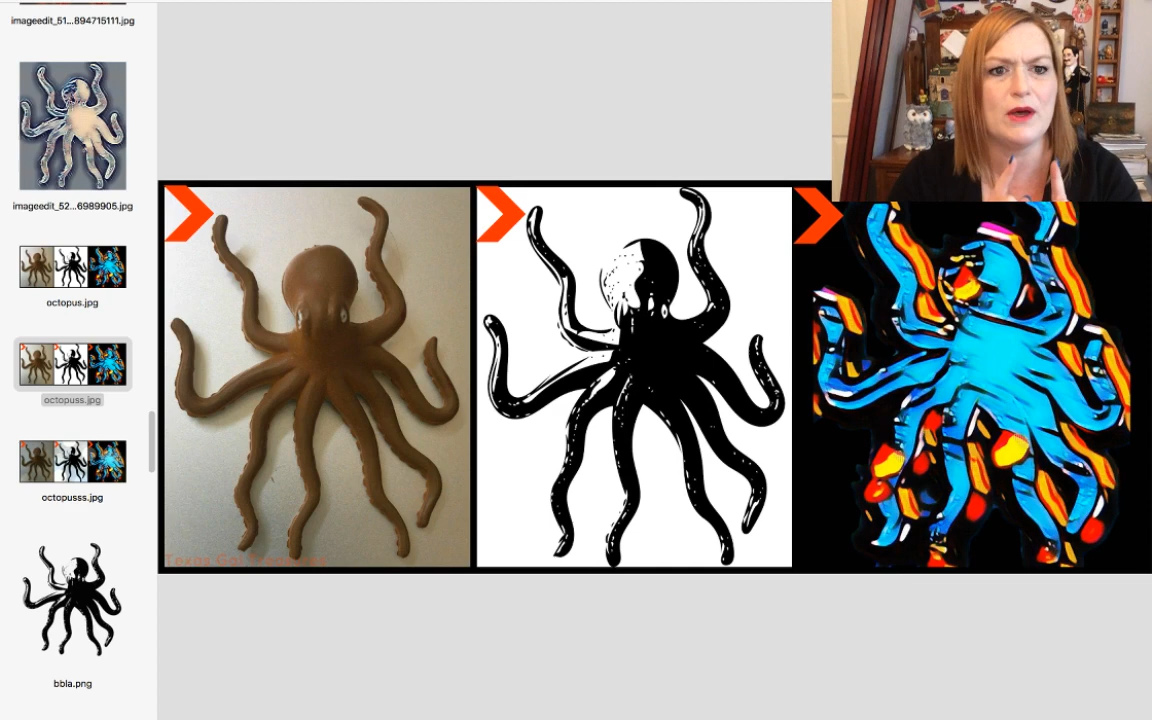 imageedit_51...894715111.jpg
imageedit_52...6989905.jpg
octopus.jpg
octopuss.jpg
octopusss.jpg
bbla.png